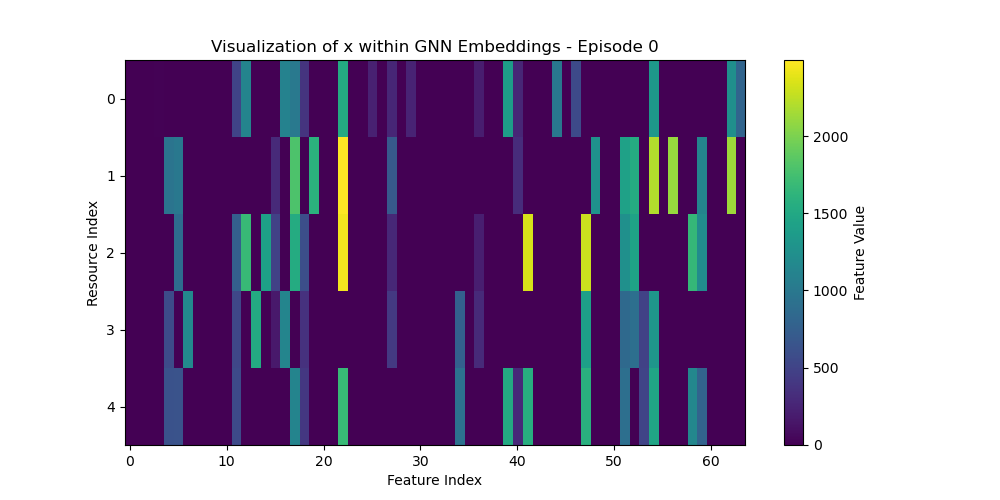 Visualization of x within GNN Embeddings - Episode 0
Resource Index
0
1
2
3
4
0 10 20 30 40 50 60
Feature Index
2000
1500
1000
500
0
Feature Value